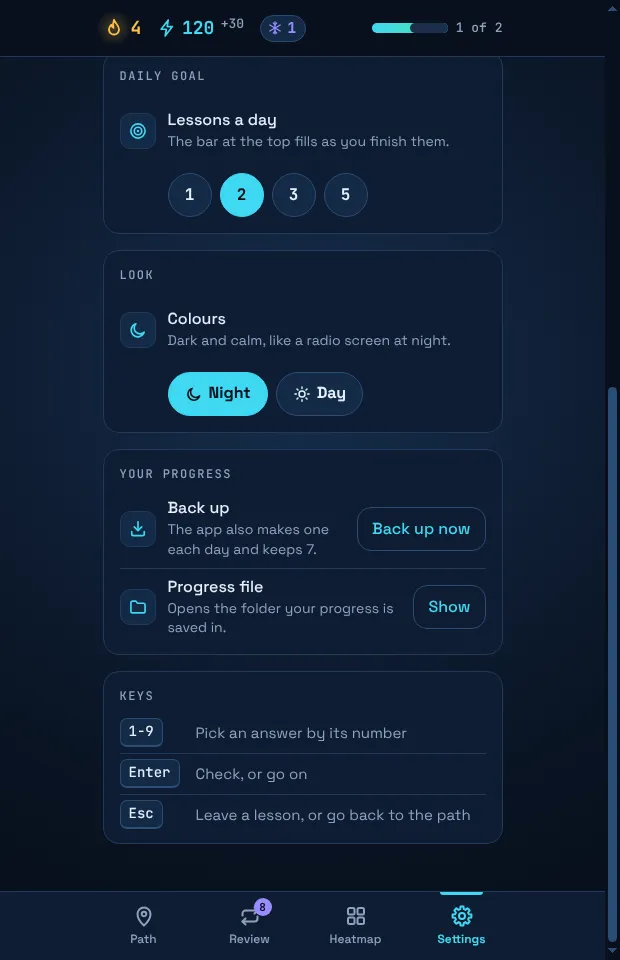 4 120 +30 1 1 of 2
DAILY GOAL
Lessons a day
The bar at the top fills as you finish them.
1 2 3 5
LOOK
Colours
Dark and calm, like a radio screen at night.
Night Day
YOUR PROGRESS
Back up
The app also makes one
each day and keeps 7.
Back up now
Progress file
Opens the folder your progress is
saved in.
Show
KEYS
1-9 Pick an answer by its number
Enter Check, or go on
Esc Leave a lesson, or go back to the path
8
Path Review Heatmap Settings